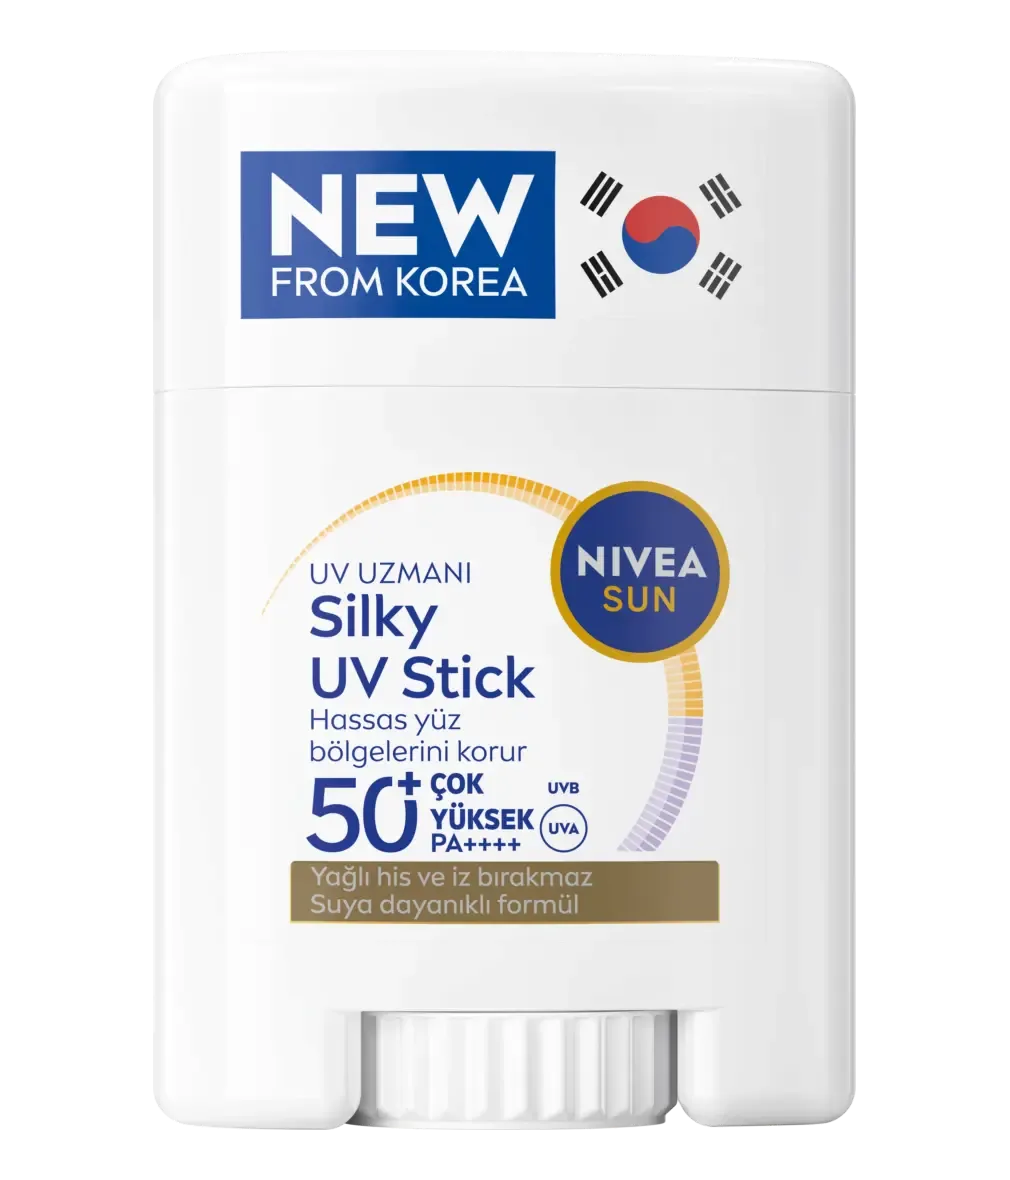 NEW
FROM KOREA
NIVEA
SUN
UV UZMANI
Silky
UV Stick
Hassas yüz
bölgelerini korur
50+ ÇOK
YÜKSEK
PA++++
UVB
UVA
Yağlı his ve iz bırakmaz
Suya dayanıklı formül